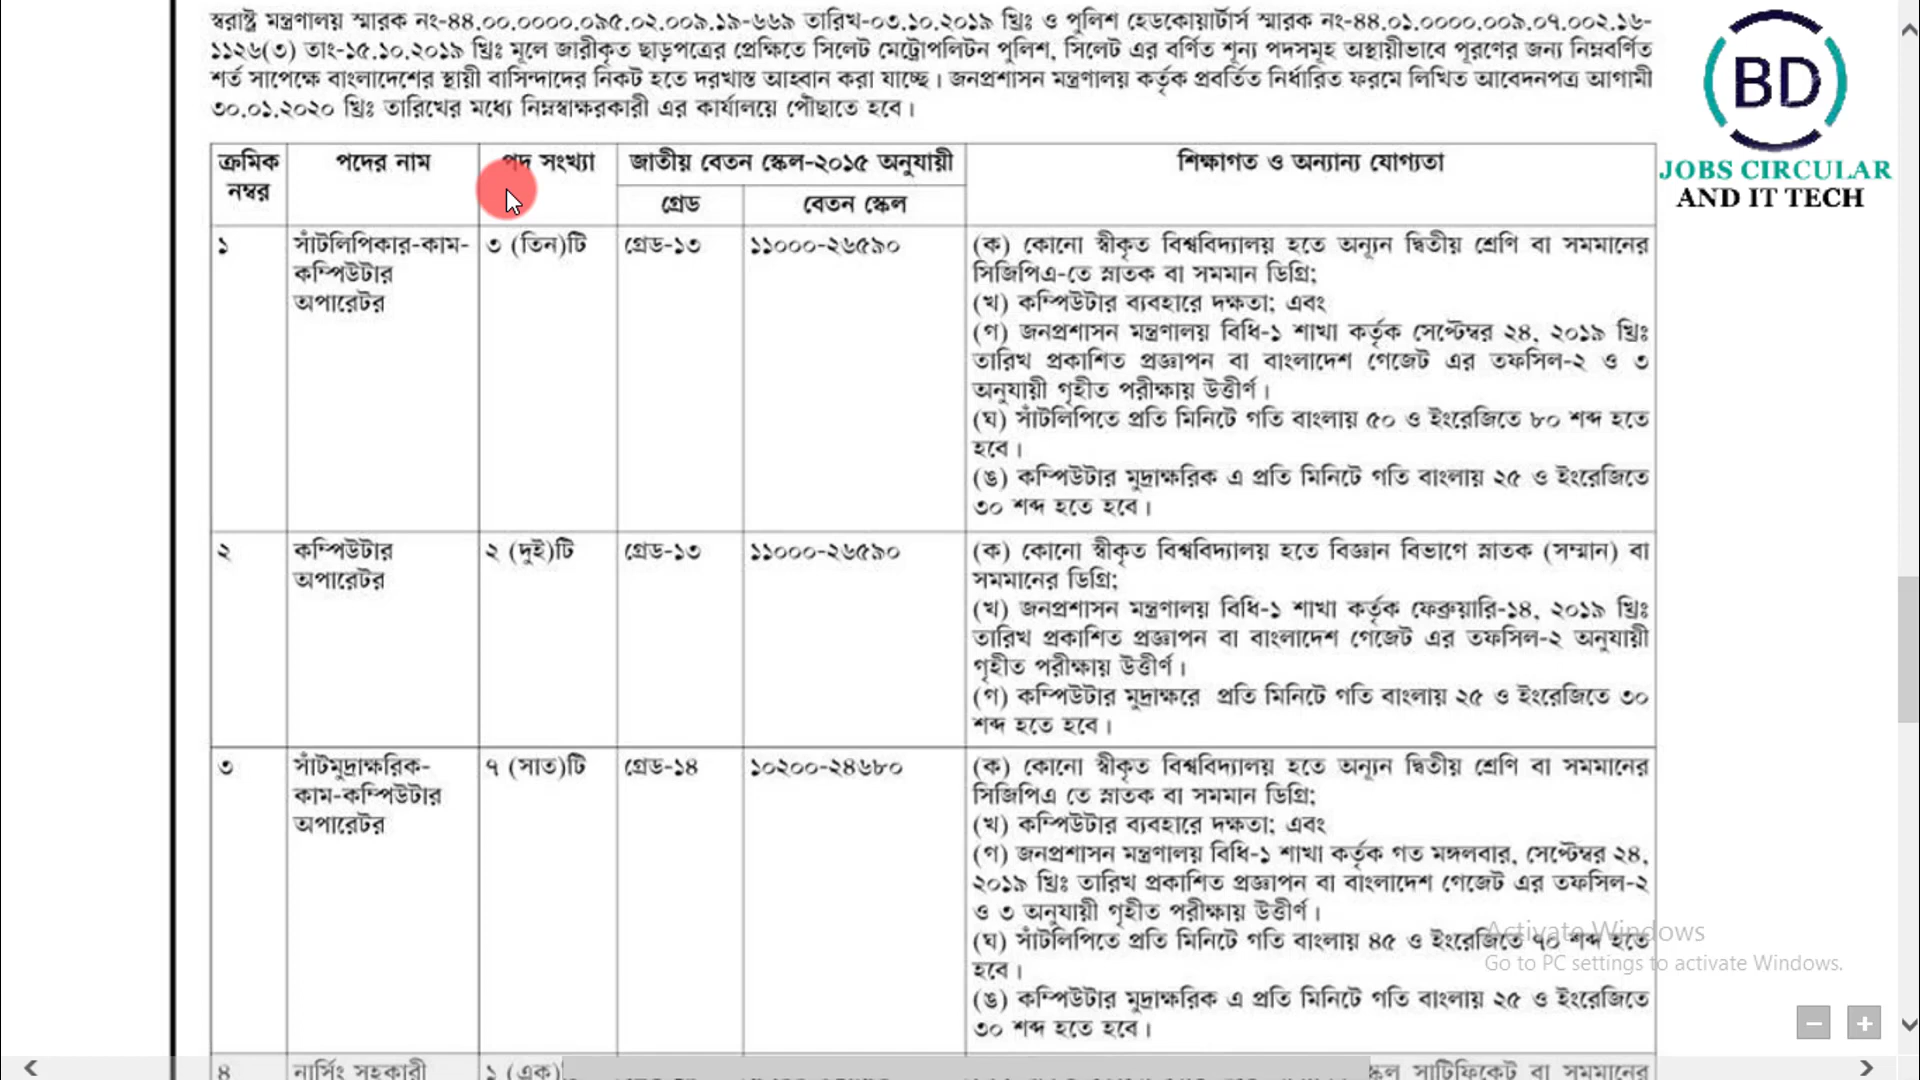 স্বরাষ্ট্র মন্ত্রণালয় স্মারক নং-৪৪.০০.০০০০.০৯৫.০২.০০৯.১৯-৬৬৯ তারিখ-০৩.১০.২০১৯ খ্রিঃ ও পুলিশ হেডকোয়ার্টার্স স্মারক নং-৪৪.০১.০০০০.০০৯.০৭.০০২.১৬-
১১২৬(৩) তাং-১৫.১০.২০১৯ খ্রিঃ মূলে জারীকৃত ছাড়পত্রের প্রেক্ষিতে সিলেট মেট্রোপলিটন পুলিশ, সিলেট এর বর্ণিত শূন্য পদসমূহ অস্থায়ীভাবে পূরণের জন্য নিম্নবর্ণিত
শর্ত সাপেক্ষে বাংলাদেশের স্থায়ী বাসিন্দাদের নিকট হতে দরখাস্ত আহ্বান করা যাচ্ছে। জনপ্রশাসন মন্ত্রণালয় কর্তৃক প্রবর্তিত নির্ধারিত ফরমে লিখিত আবেদনপত্র আগামী
৩০.০১.২০২০ খ্রিঃ তারিখের মধ্যে নিম্নস্বাক্ষরকারী এর কার্যালয়ে পৌঁছাতে হবে।
BD
JOBS CIRCULAR
AND IT TECH
ক্রমিক নম্বর পদের নাম পদ সংখ্যা জাতীয় বেতন স্কেল-২০১৫ অনুযায়ী শিক্ষাগত ও অন্যান্য যোগ্যতা
গ্রেড বেতন স্কেল
১ সাঁটলিপিকার-কাম- ৩ (তিন)টি গ্রেড-১৩ ১১০০০-২৬৫৯০ (ক) কোনো স্বীকৃত বিশ্ববিদ্যালয় হতে অন্যূন দ্বিতীয় শ্রেণি বা সমমানের
কম্পিউটার সিজিপিএ-তে স্নাতক বা সমমান ডিগ্রি;
অপারেটর (খ) কম্পিউটার ব্যবহারে দক্ষতা; এবং
(গ) জনপ্রশাসন মন্ত্রণালয় বিধি-১ শাখা কর্তৃক সেপ্টেম্বর ২৪, ২০১৯ খ্রিঃ
তারিখ প্রকাশিত প্রজ্ঞাপন বা বাংলাদেশ গেজেট এর তফসিল-২ ও ৩
অনুযায়ী গৃহীত পরীক্ষায় উত্তীর্ণ।
(ঘ) সাঁটলিপিতে প্রতি মিনিটে গতি বাংলায় ৫০ ও ইংরেজিতে ৮০ শব্দ হতে
হবে।
(ঙ) কম্পিউটার মুদ্রাক্ষরিক এ প্রতি মিনিটে গতি বাংলায় ২৫ ও ইংরেজিতে
৩০ শব্দ হতে হবে।
২ কম্পিউটার ২ (দুই)টি গ্রেড-১৩ ১১০০০-২৬৫৯০ (ক) কোনো স্বীকৃত বিশ্ববিদ্যালয় হতে বিজ্ঞান বিভাগে স্নাতক (সম্মান) বা
অপারেটর সমমানের ডিগ্রি;
(খ) জনপ্রশাসন মন্ত্রণালয় বিধি-১ শাখা কর্তৃক ফেব্রুয়ারি-১৪, ২০১৯ খ্রিঃ
তারিখ প্রকাশিত প্রজ্ঞাপন বা বাংলাদেশ গেজেট এর তফসিল-২ অনুযায়ী
গৃহীত পরীক্ষায় উত্তীর্ণ।
(গ) কম্পিউটার মুদ্রাক্ষরে প্রতি মিনিটে গতি বাংলায় ২৫ ও ইংরেজিতে ৩০
শব্দ হতে হবে।
৩ সাঁটমুদ্রাক্ষরিক- ৭ (সাত)টি গ্রেড-১৪ ১০২০০-২৪৬৮০ (ক) কোনো স্বীকৃত বিশ্ববিদ্যালয় হতে অন্যূন দ্বিতীয় শ্রেণি বা সমমানের
কাম-কম্পিউটার সিজিপিএ তে স্নাতক বা সমমান ডিগ্রি;
অপারেটর (খ) কম্পিউটার ব্যবহারে দক্ষতা; এবং
(গ) জনপ্রশাসন মন্ত্রণালয় বিধি-১ শাখা কর্তৃক গত মঙ্গলবার, সেপ্টেম্বর ২৪,
২০১৯ খ্রিঃ তারিখ প্রকাশিত প্রজ্ঞাপন বা বাংলাদেশ গেজেট এর তফসিল-২
ও ৩ অনুযায়ী গৃহীত পরীক্ষায় উত্তীর্ণ।
(ঘ) সাঁটলিপিতে প্রতি মিনিটে গতি বাংলায় ৪৫ ও ইংরেজিতে ৭০ শব্দ হতে
হবে।
(ঙ) কম্পিউটার মুদ্রাক্ষরিক এ প্রতি মিনিটে গতি বাংলায় ২৫ ও ইংরেজিতে
৩০ শব্দ হতে হবে।
Activate Windows
Go to PC settings to activate Windows.
৪ নার্সিং সহকারী ১ (এক) স্কুল সার্টিফিকেট বা সমমানের